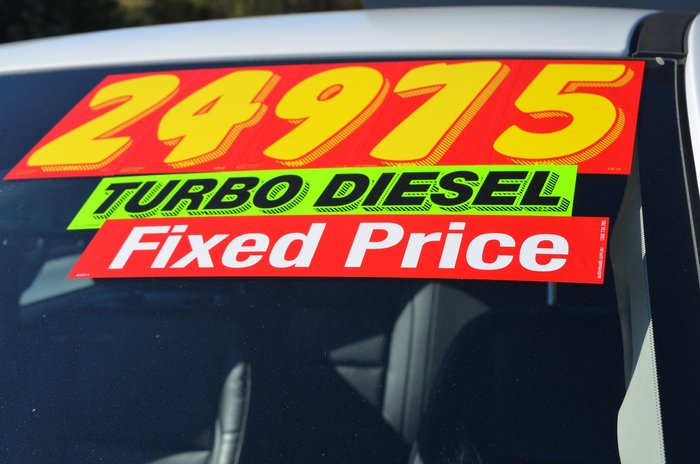 24975
TURBO DIESEL
Fixed Price